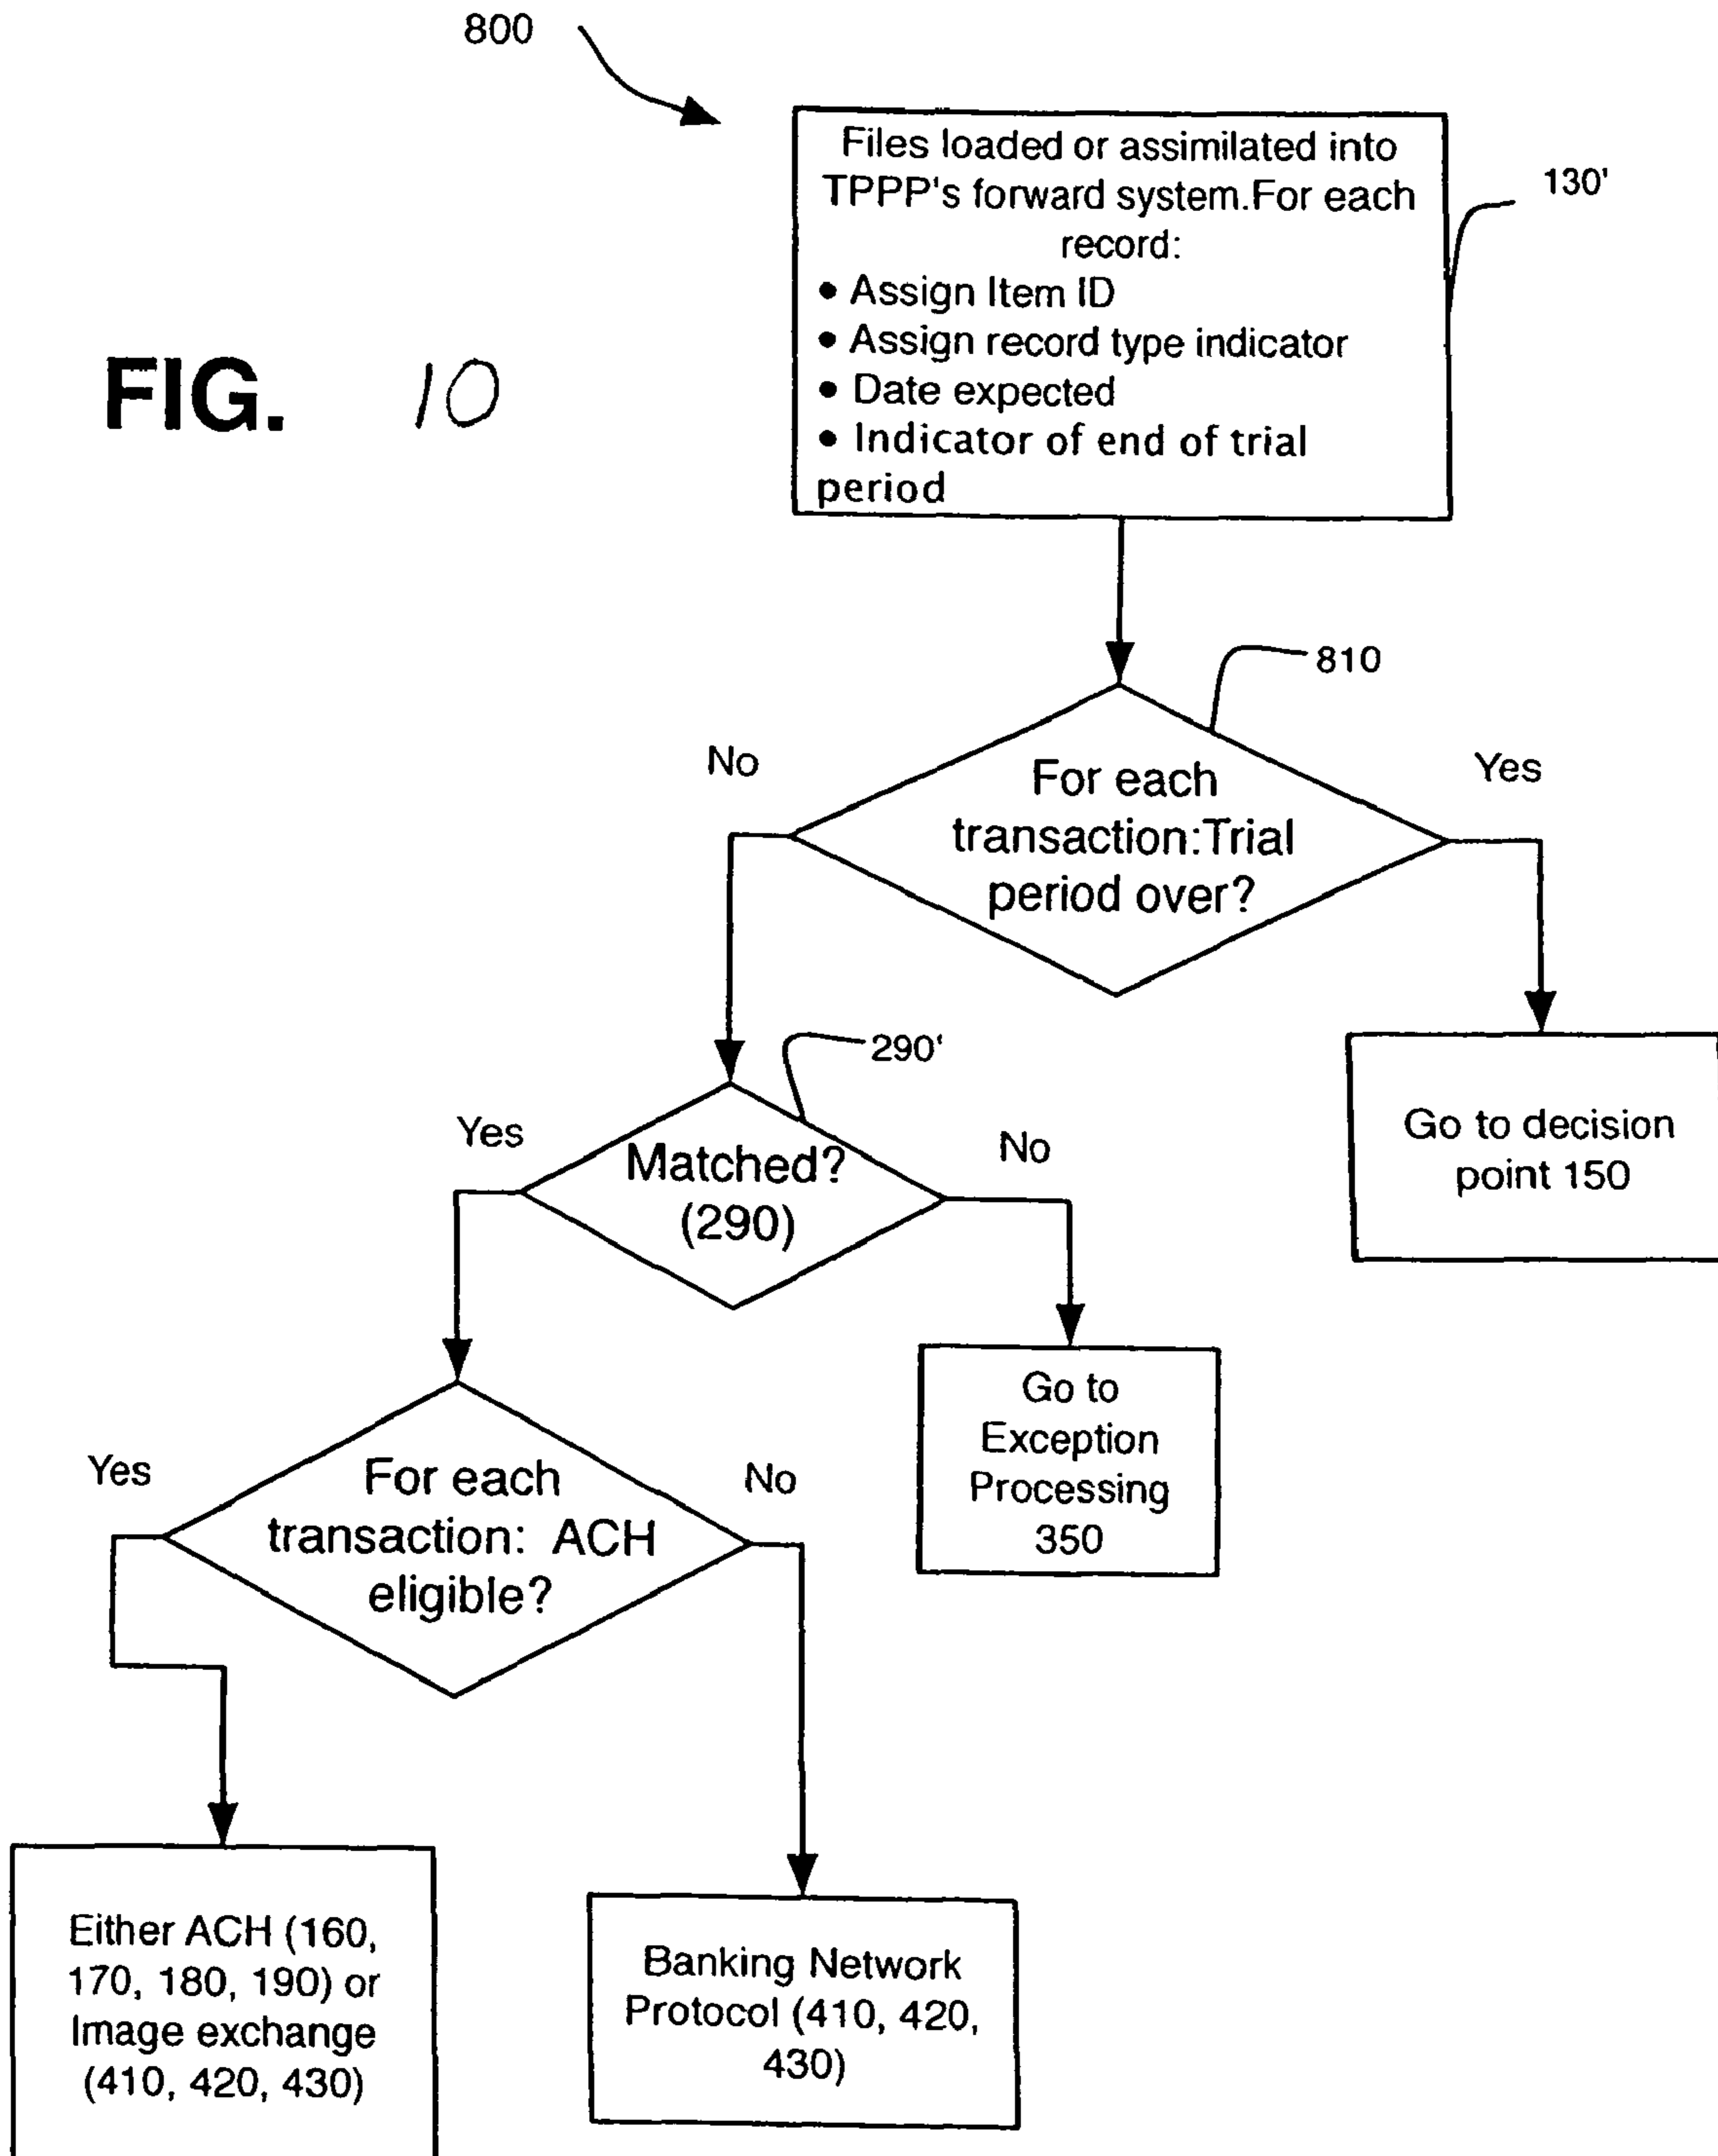 800
Files loaded or assimilated into
TPPP's forward system.For each
record:
• Assign Item ID
• Assign record type indicator
• Date expected
• Indicator of end of trial
period
130'
FIG. 10
810
No
Yes
For each
transaction:Trial
period over?
290'
Yes
No
Matched?
(290)
Go to decision
point 150
Go to
Exception
Processing
350
Yes
No
For each
transaction: ACH
eligible?
Either ACH (160,
170, 180, 190) or
Image exchange
(410, 420, 430)
Banking Network
Protocol (410, 420,
430)